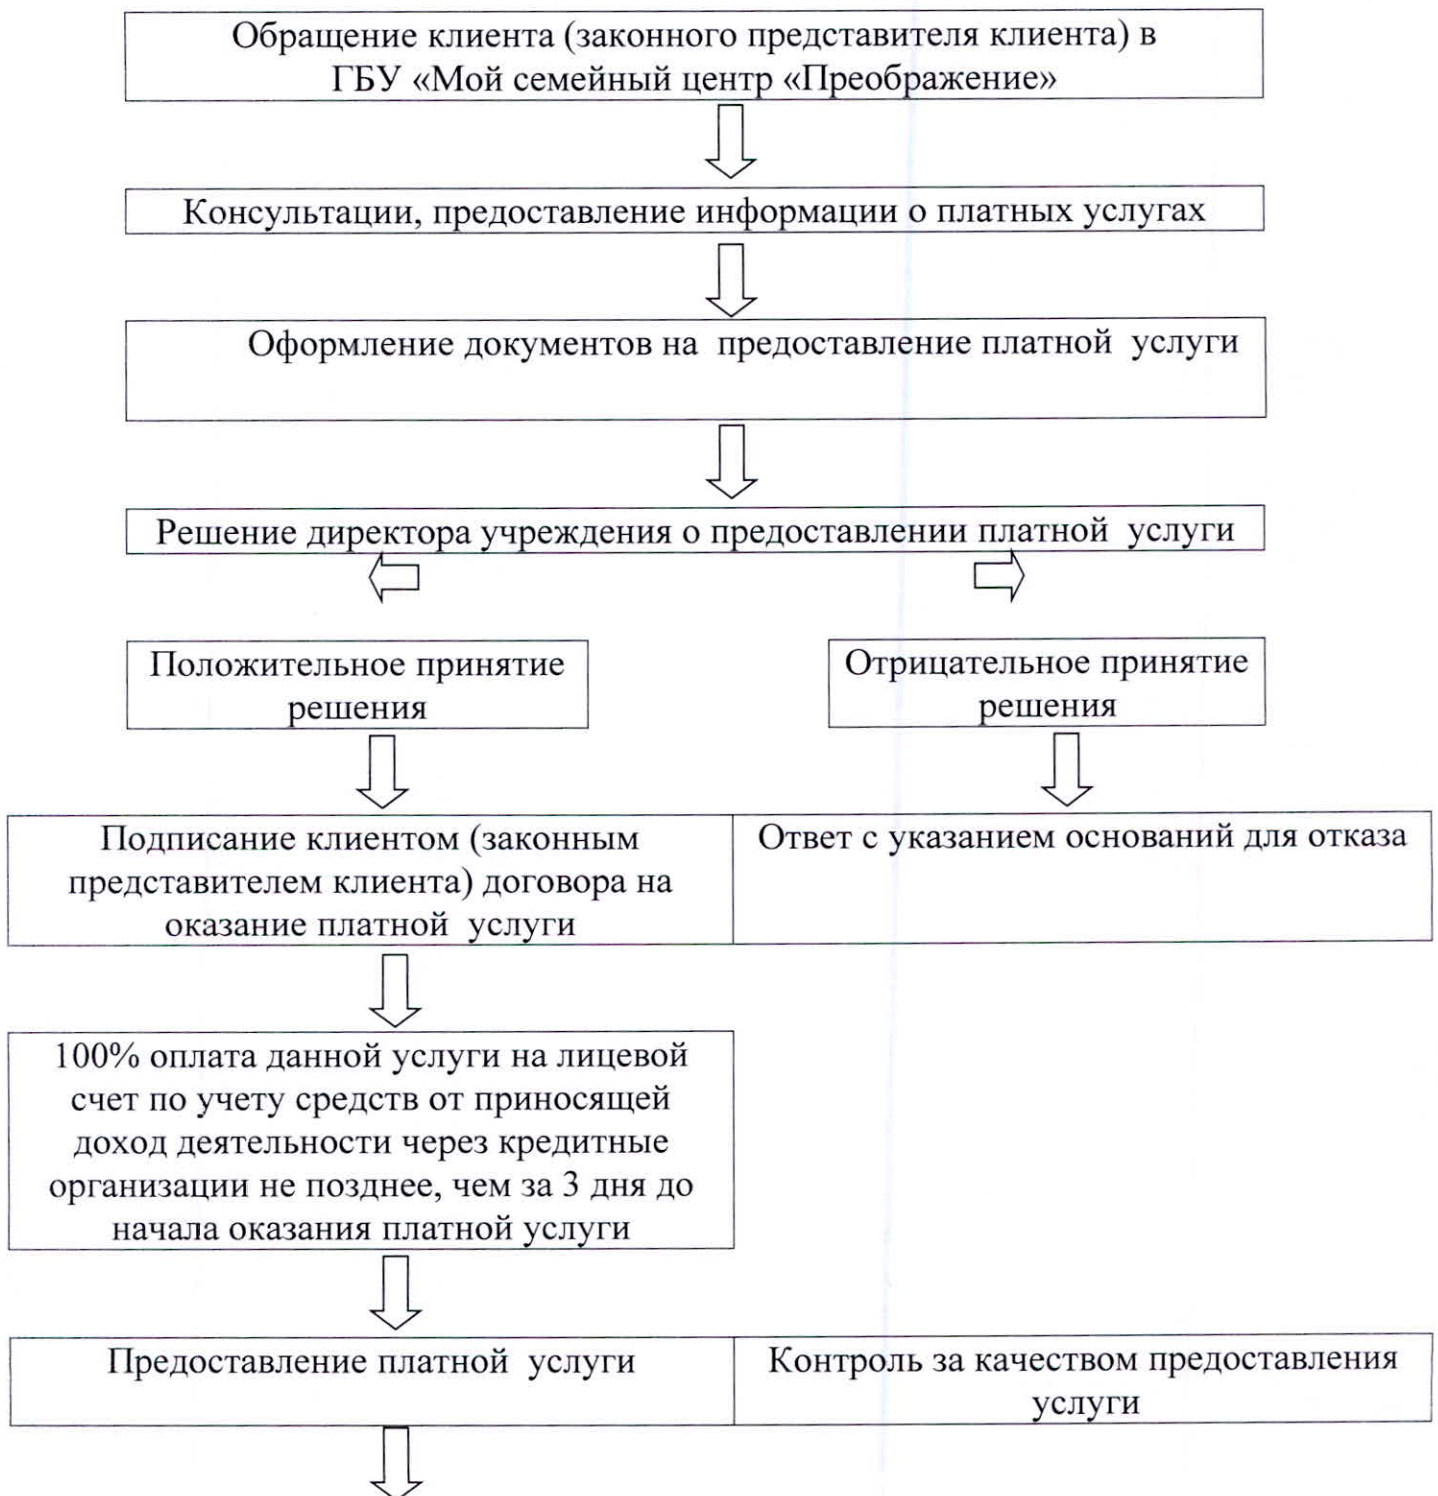 Обращение клиента (законного представителя клиента) в
ГБУ «Мой семейный центр «Преображение»
Консультации, предоставление информации о платных услугах
Оформление документов на предоставление платной услуги
Решение директора учреждения о предоставлении платной услуги
Положительное принятие
решения
Отрицательное принятие
решения
Подписание клиентом (законным
представителем клиента) договора на
оказание платной услуги
Ответ с указанием оснований для отказа
100% оплата данной услуги на лицевой
счет по учету средств от приносящей
доход деятельности через кредитные
организации не позднее, чем за 3 дня до
начала оказания платной услуги
Предоставление платной услуги
Контроль за качеством предоставления
услуги